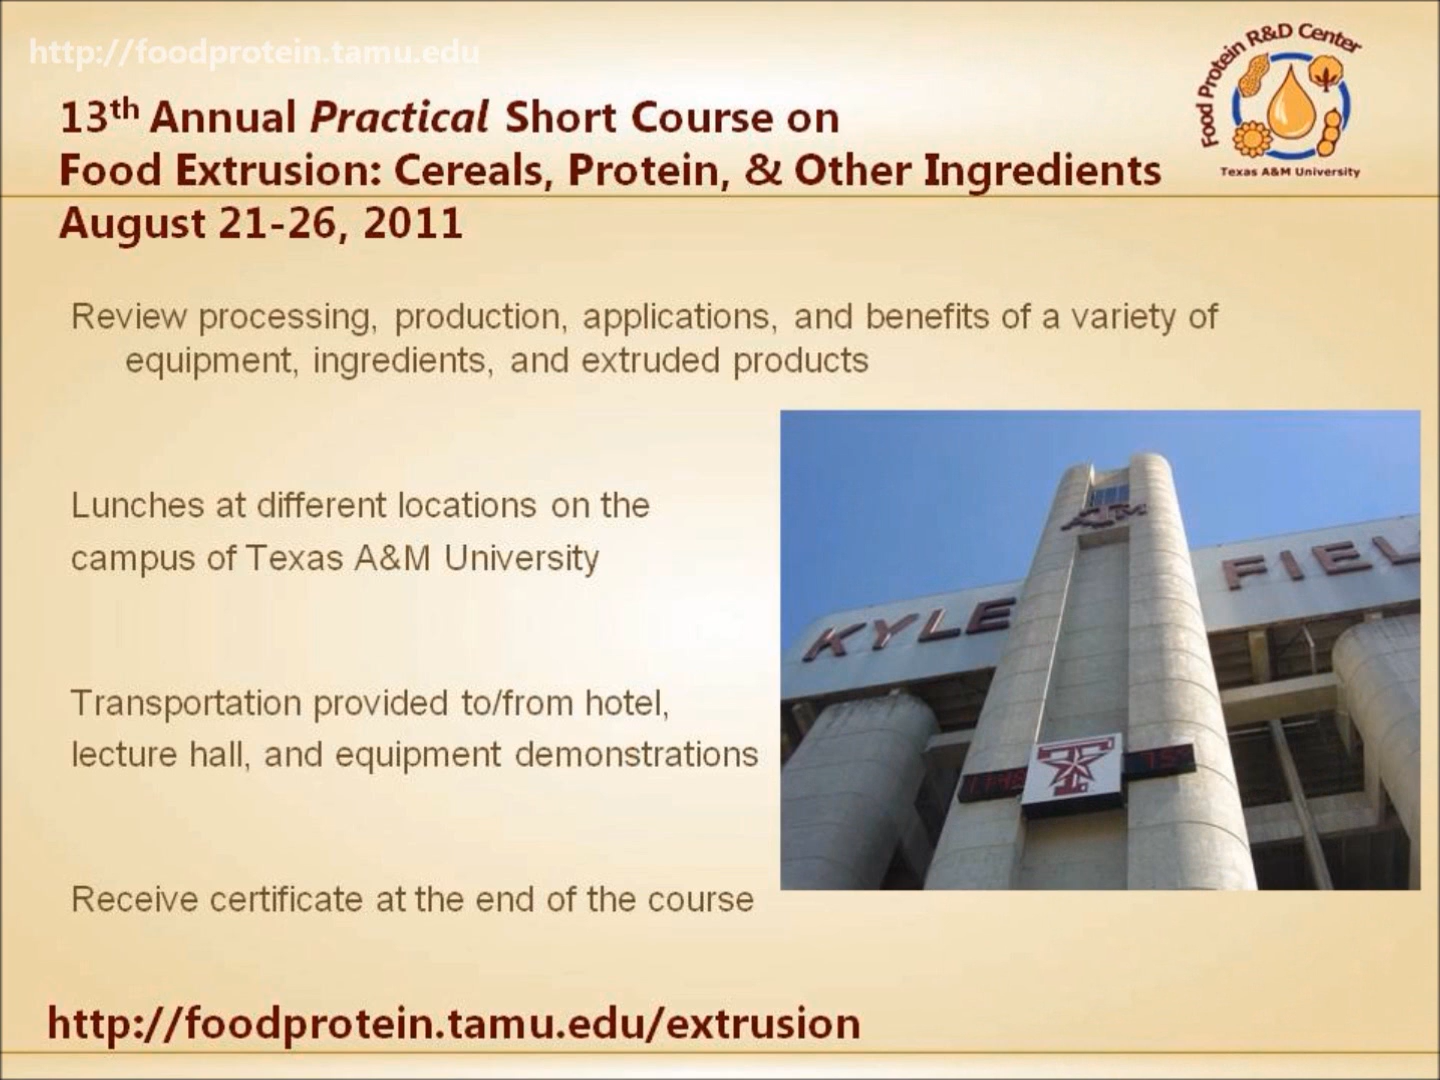 http://foodprotein.tamu.edu
Food Protein R&D Center
Texas A&M University
13th Annual Practical Short Course on
Food Extrusion: Cereals, Protein, & Other Ingredients
August 21-26, 2011
Review processing, production, applications, and benefits of a variety of
equipment, ingredients, and extruded products
Lunches at different locations on the
campus of Texas A&M University
Transportation provided to/from hotel,
lecture hall, and equipment demonstrations
Receive certificate at the end of the course
A&M
KYLE FIEL
http://foodprotein.tamu.edu/extrusion